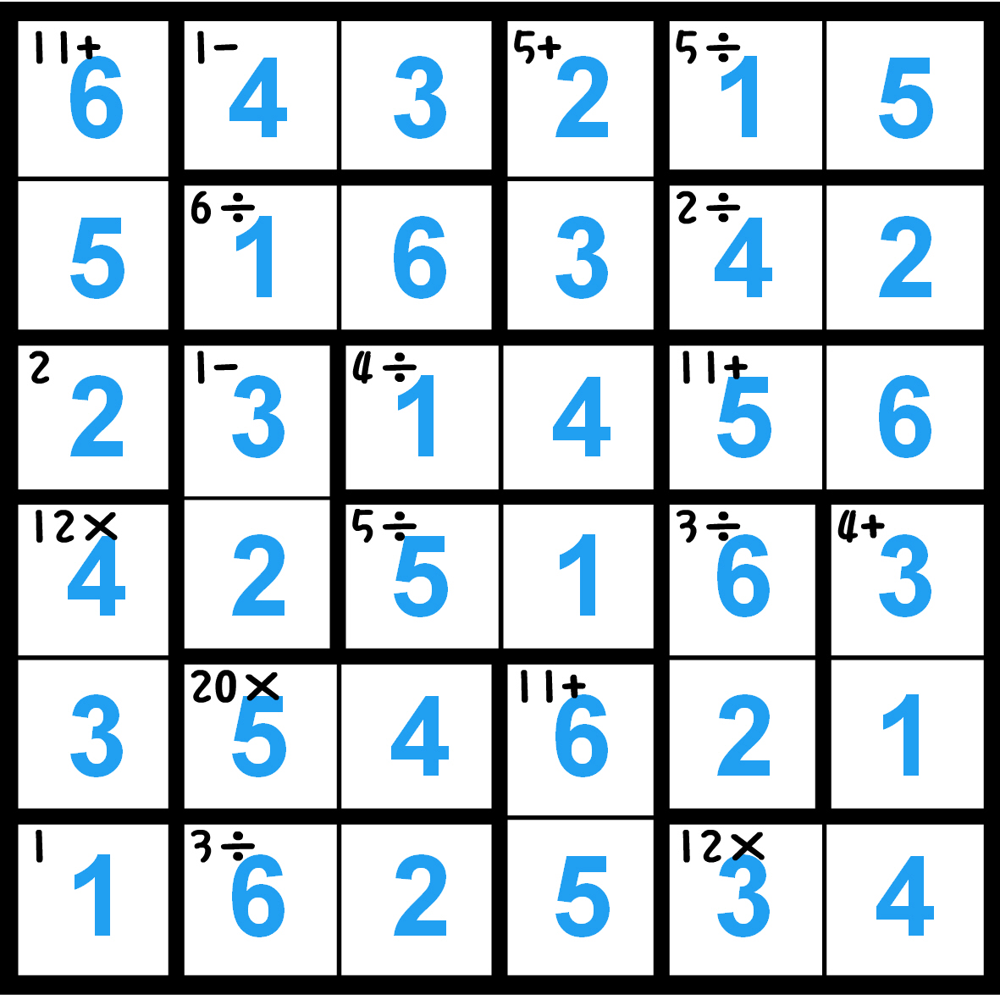 11+ 1- 5+ 5÷
6 4 3 2 1 5
6÷ 2÷
5 1 6 3 4 2
2 1- 4÷ 11+
2 3 1 4 5 6
12× 5÷ 3÷ 4+
4 2 5 1 6 3
20× 11+
3 5 4 6 2 1
1 3÷ 12×
1 6 2 5 3 4